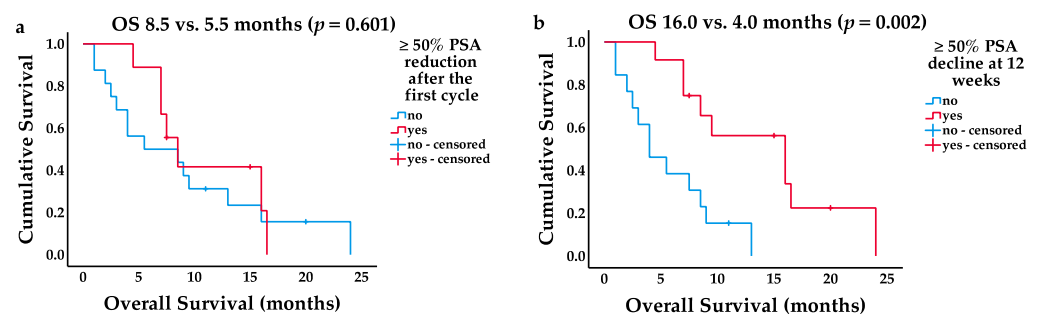 a
OS 8.5 vs. 5.5 months (p = 0.601)
Cumulative Survival
1.0
0.8
0.6
0.4
0.2
0.0
0 5 10 15 20 25
Overall Survival (months)
≥ 50% PSA
reduction
after the
first cycle
no
yes
no - censored
yes - censored
b
OS 16.0 vs. 4.0 months (p = 0.002)
Cumulative Survival
1.0
0.8
0.6
0.4
0.2
0.0
0 5 10 15 20 25
Overall Survival (months)
≥ 50% PSA
decline at 12
weeks
no
yes
no - censored
yes - censored